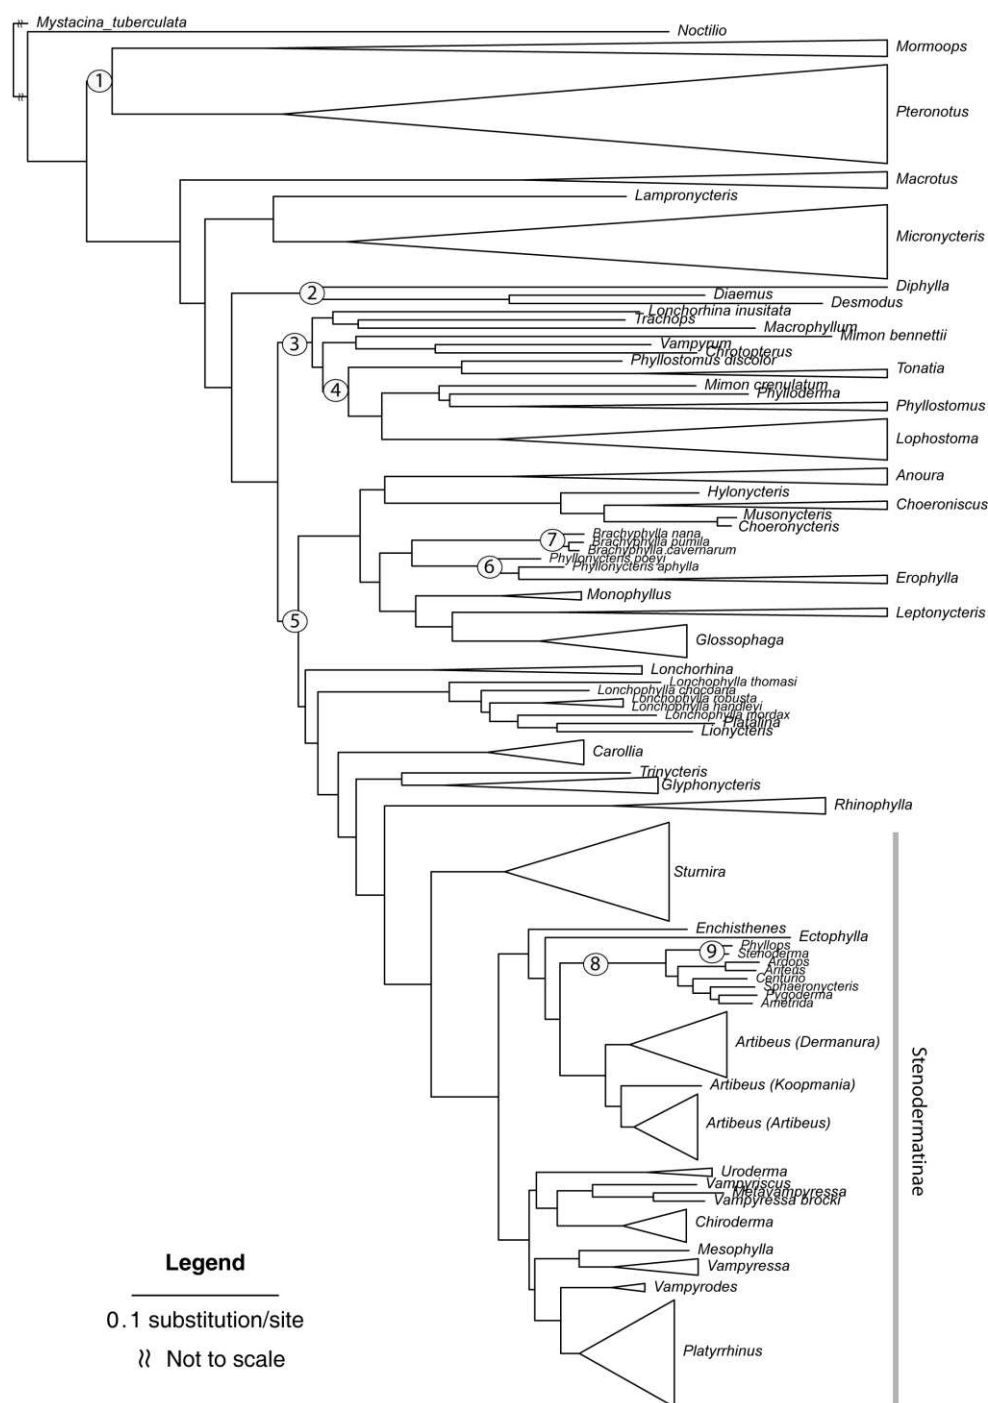 Mystacina_tuberculata
Noctilio
Mormoops
1
Pteronotus
Macrotus
Lampronycteris
Micronycteris
Diphylla
2
Diaemus
Desmodus
Lonchorhina inusitata
Trachops
Macrophyllum
Mimon bennettii
3
Vampyrum
Chrotopterus
Phyllostomus discolor
Tonatia
4
Mimon crenulatum
Phylloderma
Phyllostomus
Lophostoma
Anoura
Hylonycteris
Choeroniscus
Musonycteris
Choeronycteris
Brachyphylla nana
7
Brachyphylla pumila
Brachyphylla cavernarum
Phyllonycteris poeyi
6
Phyllonycteris aphylla
Erophylla
Monophyllus
Leptonycteris
5
Glossophaga
Lonchorhina
Lonchophylla thomasi
Lonchophylla chocoana
Lonchophylla robusta
Lonchophylla handleyi
Lonchophylla mordax
Platalina
Lionycteris
Carollia
Trinycteris
Glyphonycteris
Rhinophylla
Sturnira
Enchisthenes
Ectophylla
Phyllops
9
Stenoderma
8
Ardops
Ariteus
Centurio
Sphaeronycteris
Pygoderma
Ametrida
Artibeus (Dermanura)
Artibeus (Koopmania)
Artibeus (Artibeus)
Stenodermatinae
Uroderma
Vampyriscus
Metavampyressa
Vampyressa brocki
Chiroderma
Mesophylla
Vampyressa
Vampyrodes
Platyrrhinus
Legend
0.1 substitution/site
≈ Not to scale